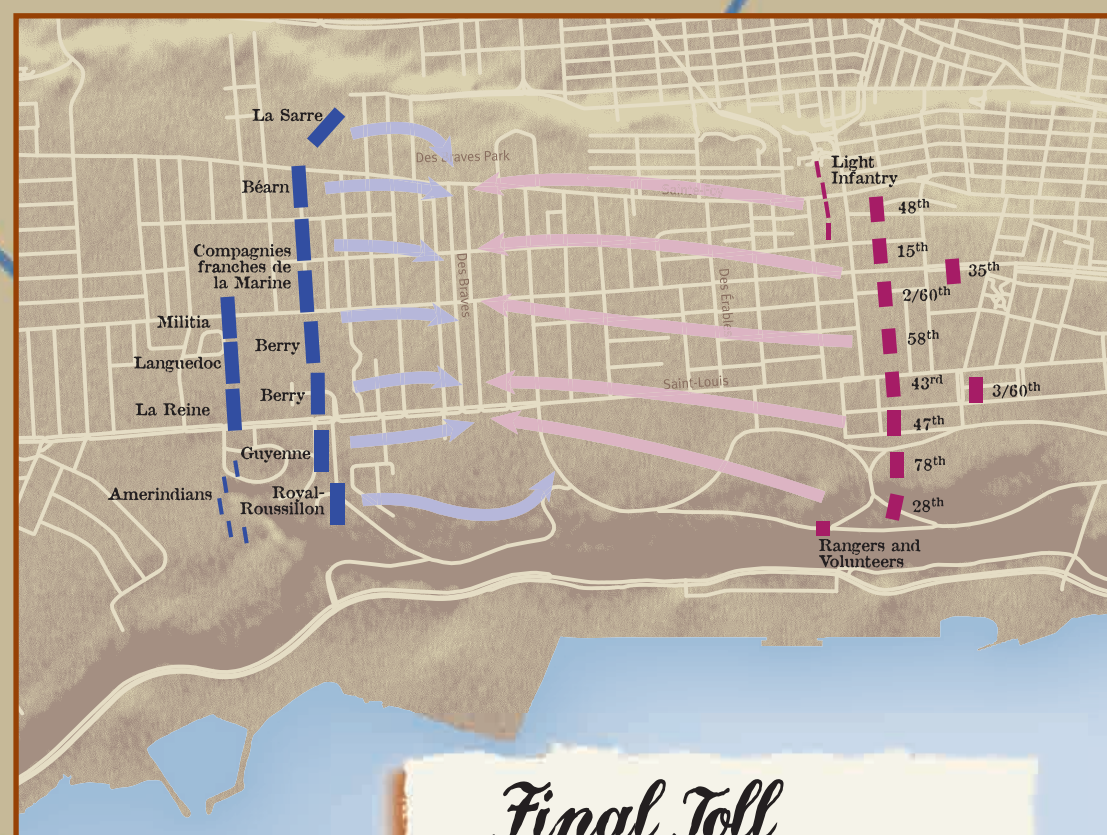 La Sarre
Des Braves Park
Light
Infantry
Béarn
48th
Compagnies
franches de
la Marine
15th
35th
2/60th
Des Braves
Militia
Berry
58th
Languedoc
43rd
Saint-Louis
3/60th
Berry
La Reine
47th
Guyenne
78th
Amerindians
Royal-
Roussillon
28th
Rangers and
Volunteers
Final Toll